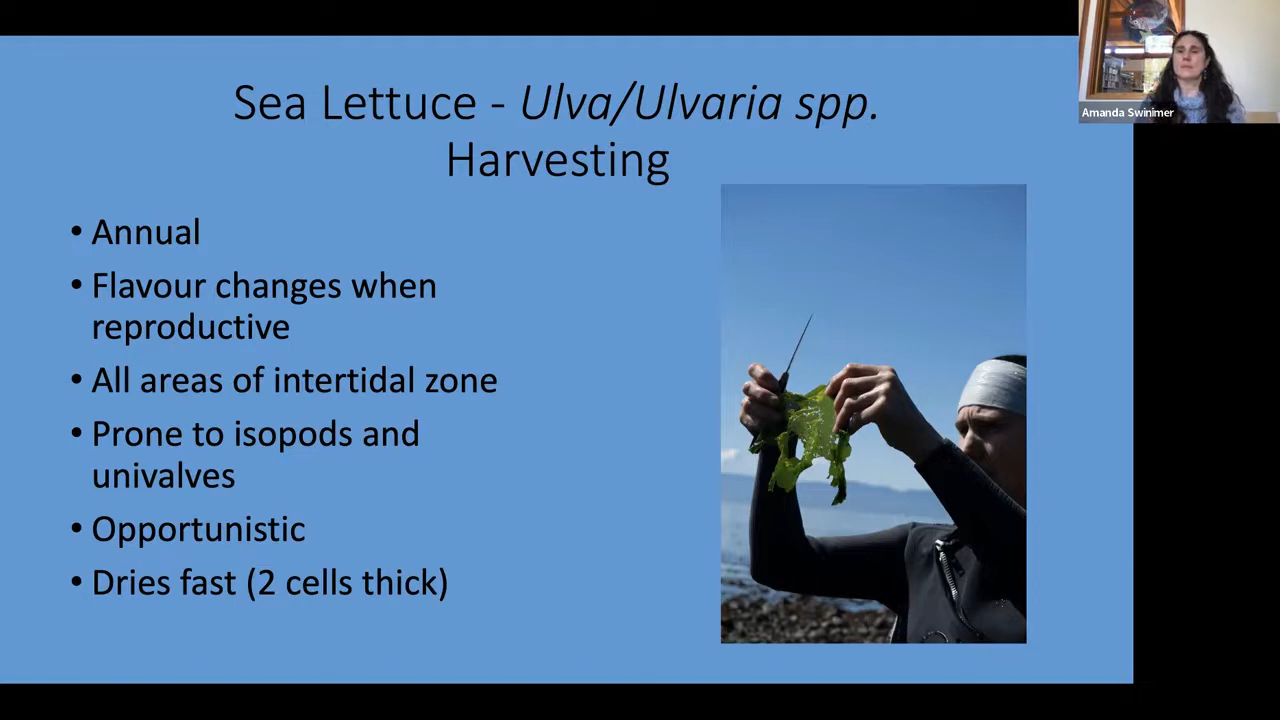 Sea Lettuce - Ulva/Ulvaria spp.
Harvesting
• Annual
• Flavour changes when
reproductive
• All areas of intertidal zone
• Prone to isopods and
univalves
• Opportunistic
• Dries fast (2 cells thick)
Amanda Swinimer